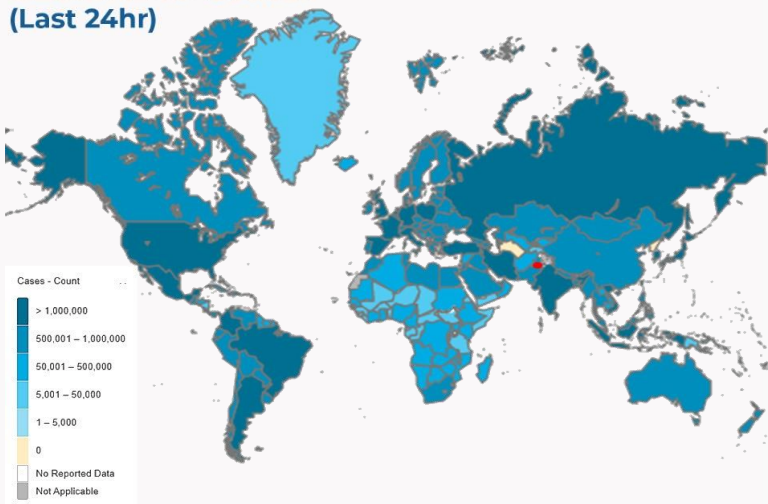 (Last 24hr)
Cases - Count
> 1,000,000
500,001 – 1,000,000
50,001 – 500,000
5,001 – 50,000
1 – 5,000
0
No Reported Data
Not Applicable